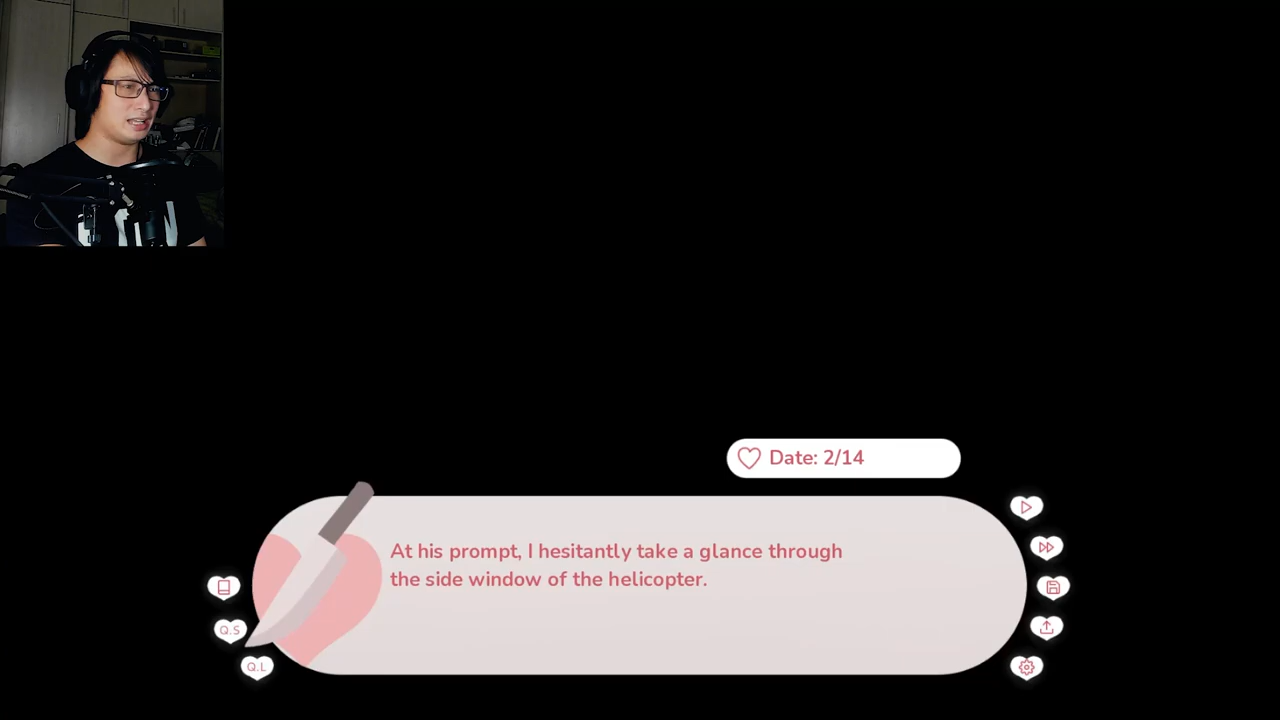 Date: 2/14
At his prompt, I hesitantly take a glance through
the side window of the helicopter.
Q.S
Q.L